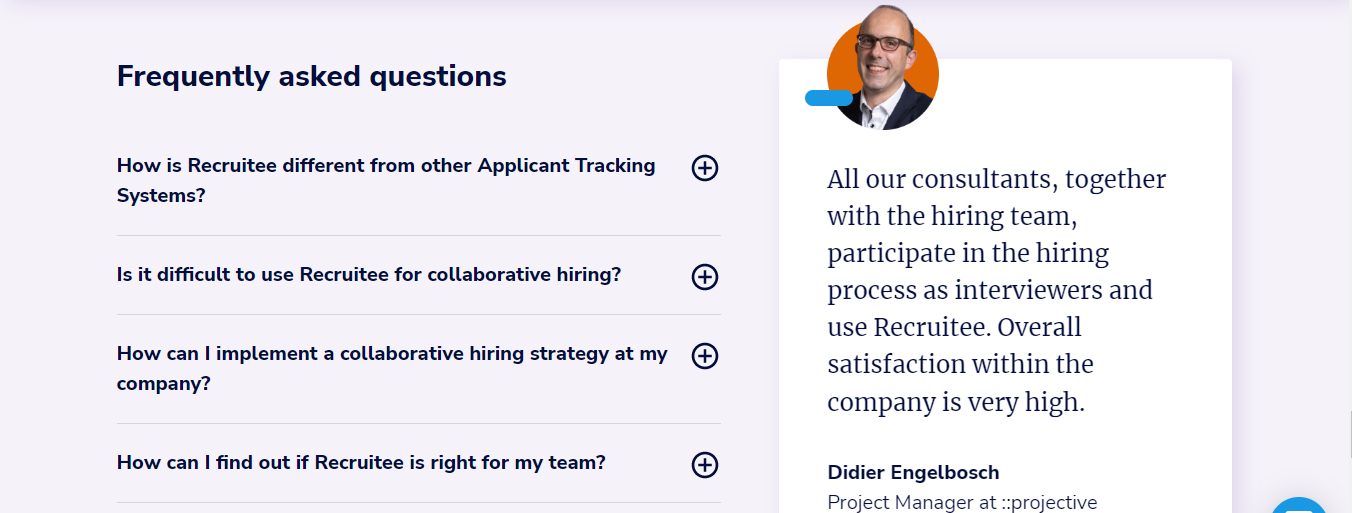 Frequently asked questions
How is Recruitee different from other Applicant Tracking
Systems?
Is it difficult to use Recruitee for collaborative hiring?
How can I implement a collaborative hiring strategy at my
company?
How can I find out if Recruitee is right for my team?
All our consultants, together
with the hiring team,
participate in the hiring
process as interviewers and
use Recruitee. Overall
satisfaction within the
company is very high.
Didier Engelbosch
Project Manager at ::projective